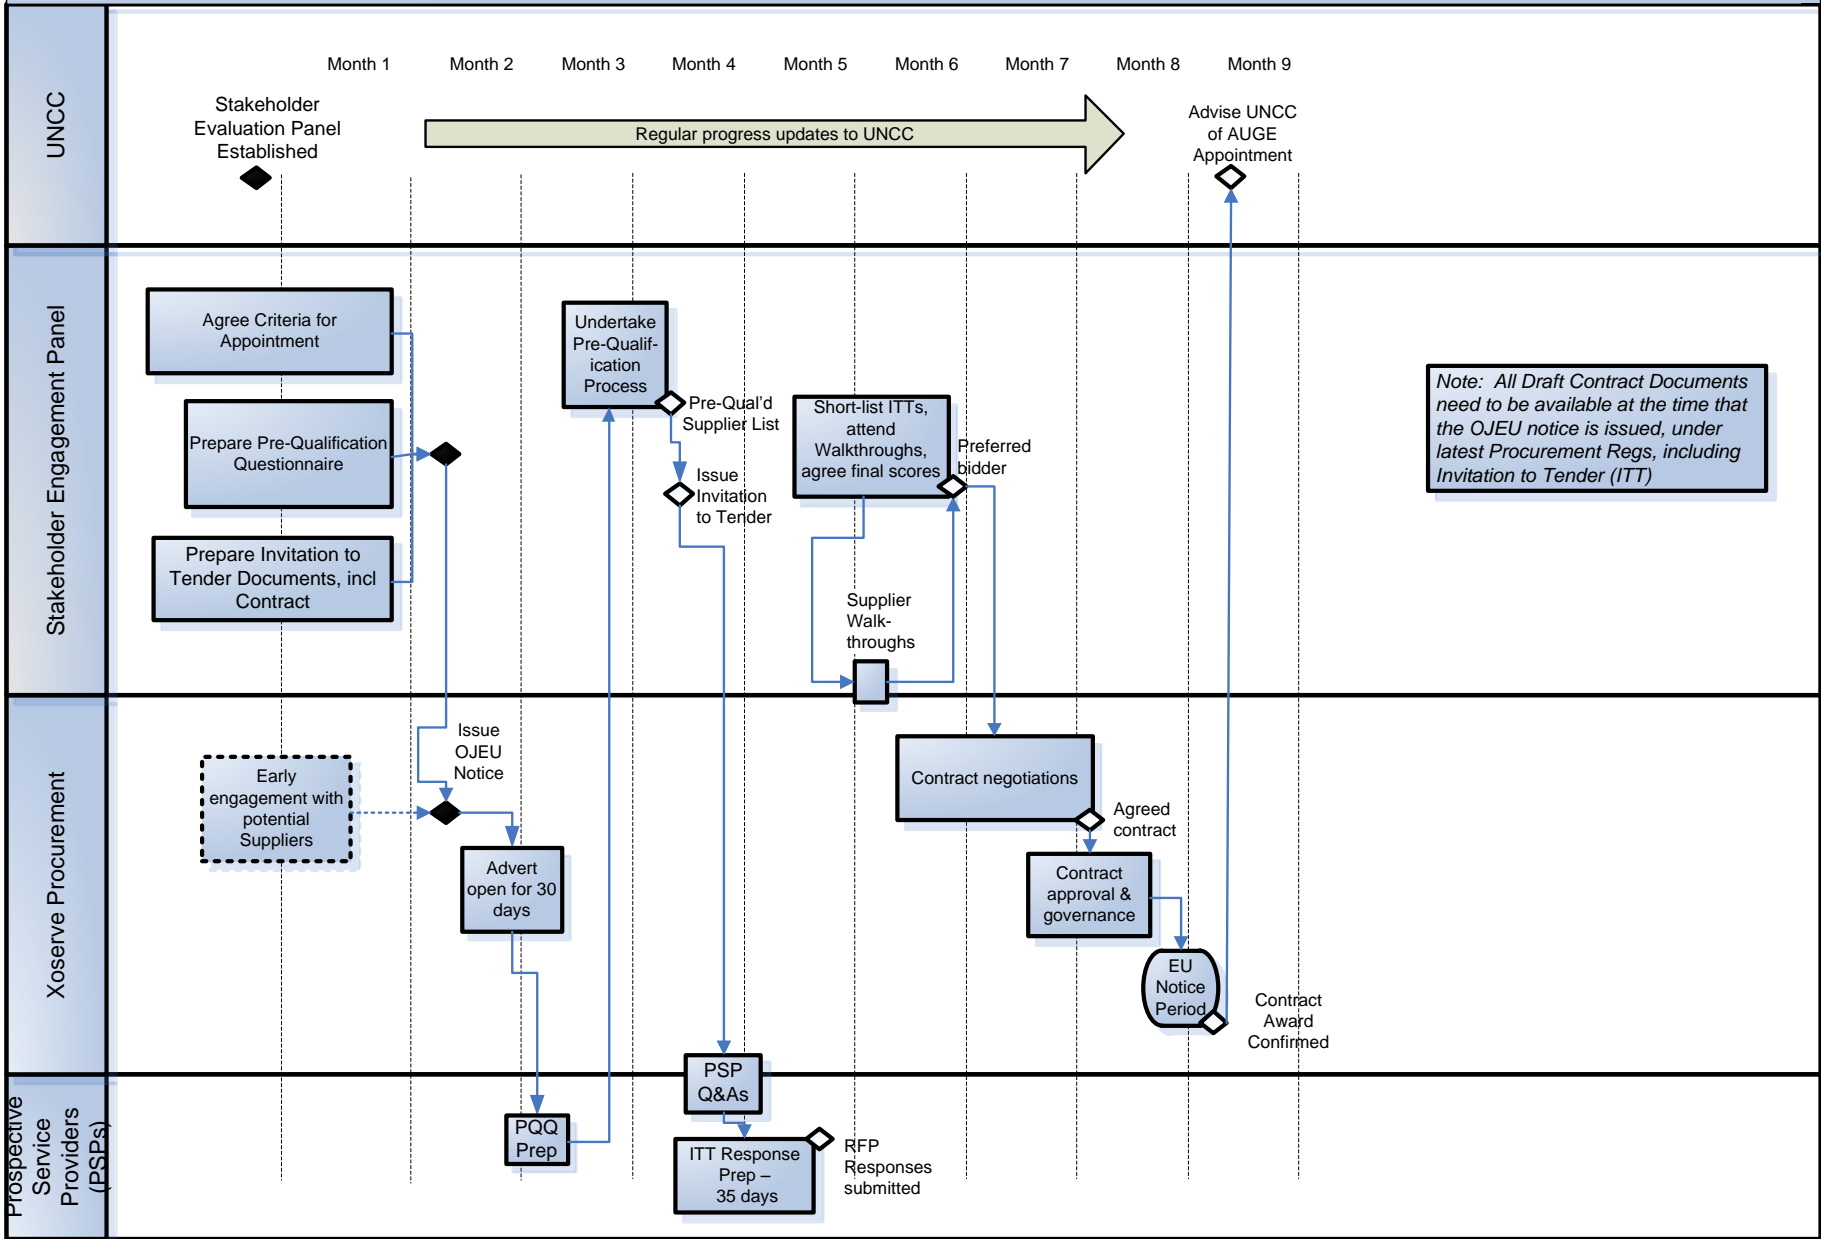 UNCC
Month 1
Month 2
Month 3
Month 4
Month 5
Month 6
Month 7
Month 8
Month 9
Stakeholder
Evaluation Panel
Established
Regular progress updates to UNCC
Advise UNCC
of AUGE
Appointment
Stakeholder Engagement Panel
Agree Criteria for
Appointment
Prepare Pre-Qualification
Questionnaire
Prepare Invitation to
Tender Documents, incl
Contract
Undertake
Pre-Qualif-
ication
Process
Pre-Qual'd
Supplier List
Issue
Invitation
to Tender
Short-list ITTs,
attend
Walkthroughs,
agree final scores
Preferred
bidder
Supplier
Walk-
throughs
Note: All Draft Contract Documents
need to be available at the time that
the OJEU notice is issued, under
latest Procurement Regs, including
Invitation to Tender (ITT)
Xoserve Procurement
Early
engagement with
potential
Suppliers
Issue
OJEU
Notice
Advert
open for 30
days
Contract negotiations
Agreed
contract
Contract
approval &
governance
EU
Notice
Period
Contract
Award
Confirmed
Prospective
Service
Providers
(PSPs)
PSP
Q&As
PQQ
Prep
ITT Response
Prep –
35 days
RFP
Responses
submitted